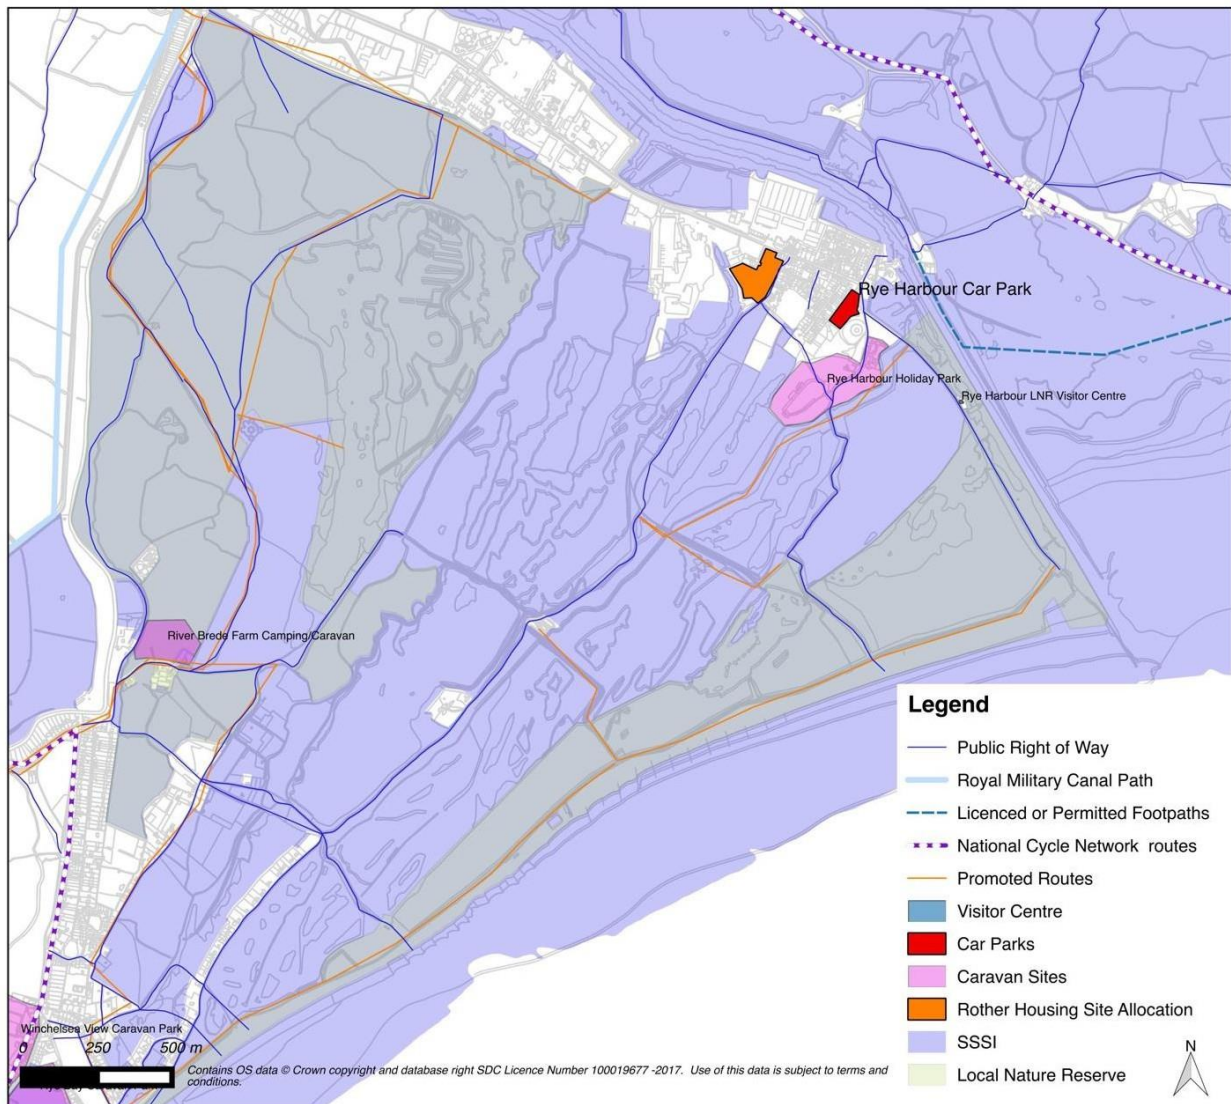 Rye Harbour Car Park
Rye Harbour Holiday Park
Rye Harbour LNR Visitor Centre
River Brede Farm Camping/Caravan
Legend
Public Right of Way
Royal Military Canal Path
Licenced or Permitted Footpaths
National Cycle Network routes
Promoted Routes
Visitor Centre
Car Parks
Caravan Sites
Rother Housing Site Allocation
SSSI
Local Nature Reserve
N
Winchelsea View Caravan Park
0 250 500 m
Contains OS data © Crown copyright and database right SDC Licence Number 100019677 -2017. Use of this data is subject to terms and
conditions.